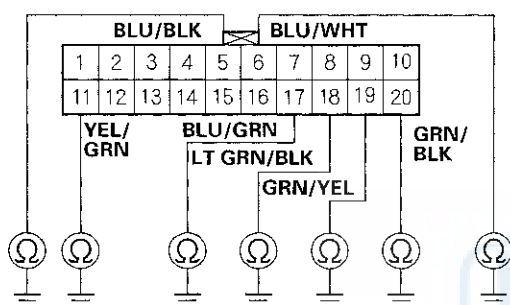 BLU/BLK BLU/WHT
1 2 3 4 5 6 7 8 9 10
11 12 13 14 15 16 17 18 19 20
YEL/ BLU/GRN GRN/
GRN LT GRN/BLK BLK
GRN/YEL
Ω Ω Ω Ω Ω Ω Ω